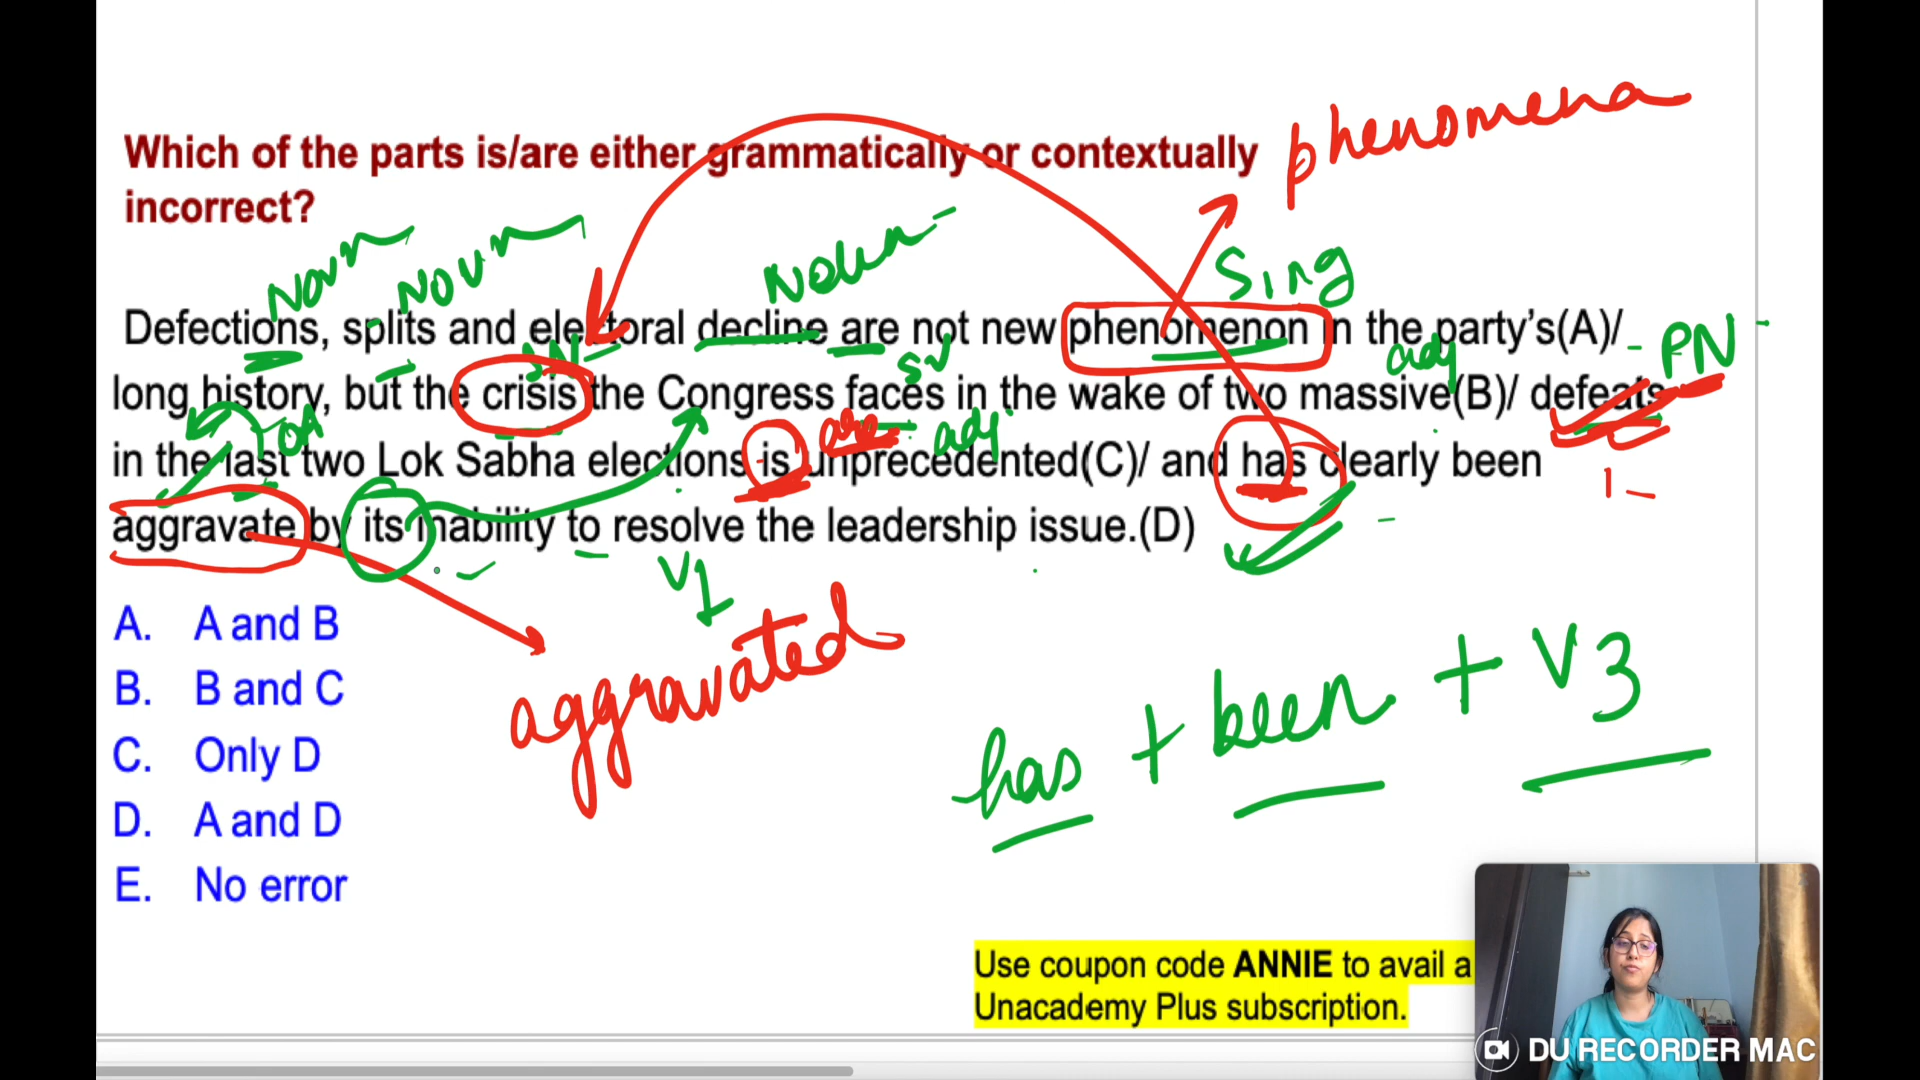 phenomena
Which of the parts is/are either grammatically or contextually
incorrect?
Noun Noun Noun Sing
Defections, splits and electoral decline are not new phenomenon in the party's(A)/
SN SV adj PN
long history, but the crisis the Congress faces in the wake of two massive(B)/ defeats
are adj
in the last two Lok Sabha elections is unprecedented(C)/ and has clearly been
aggravate by its inability to resolve the leadership issue.(D)
V1
A. A and B
aggravated
B. B and C
has + been + V3
C. Only D
D. A and D
E. No error
Use coupon code ANNIE to avail a
Unacademy Plus subscription.
DU RECORDER MAC